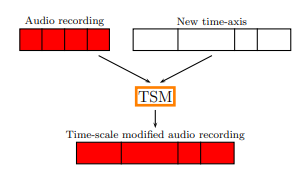 Audio recording
New time-axis
TSM
Time-scale modified audio recording